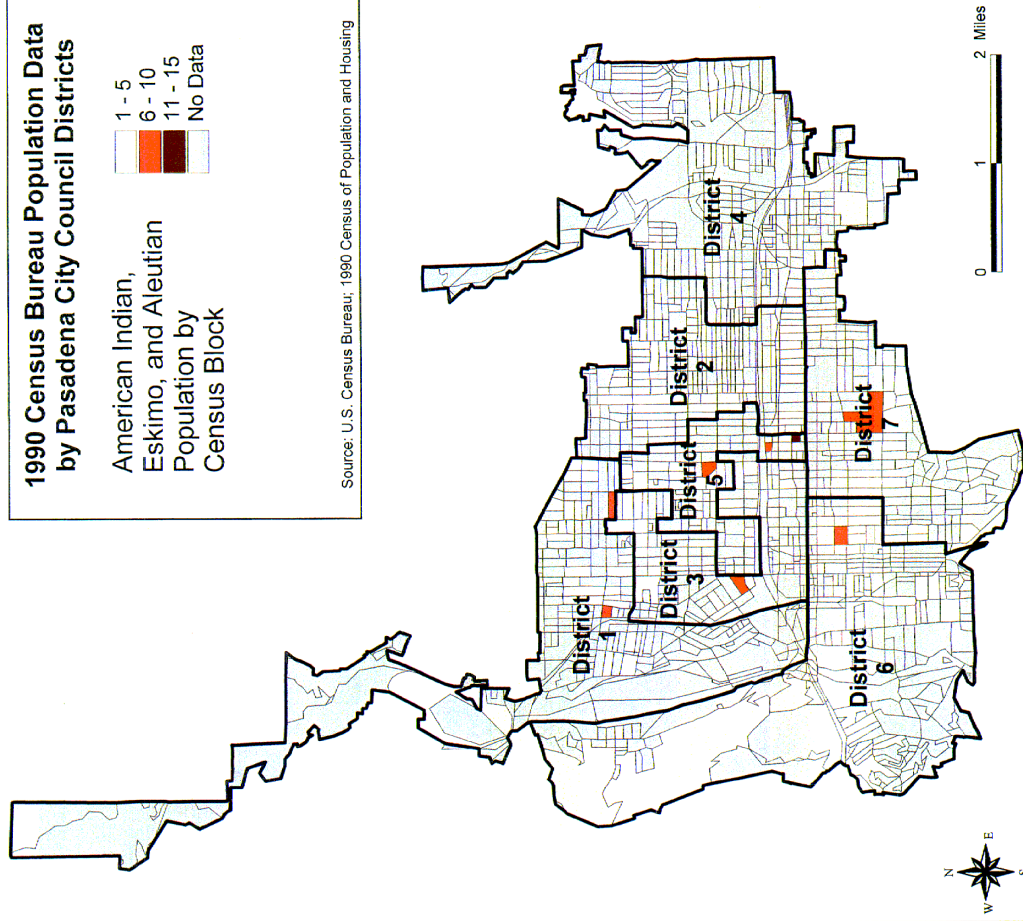 1990 Census Bureau Population Data
by Pasadena City Council Districts
American Indian,
Eskimo, and Aleutian
Population by
Census Block
1 - 5
6 - 10
11 - 15
No Data
Source: U.S. Census Bureau; 1990 Census of Population and Housing
District
1
District
2
District
3
District
4
District
5
District
6
District
7
0 1 2 Miles
N
W E
S